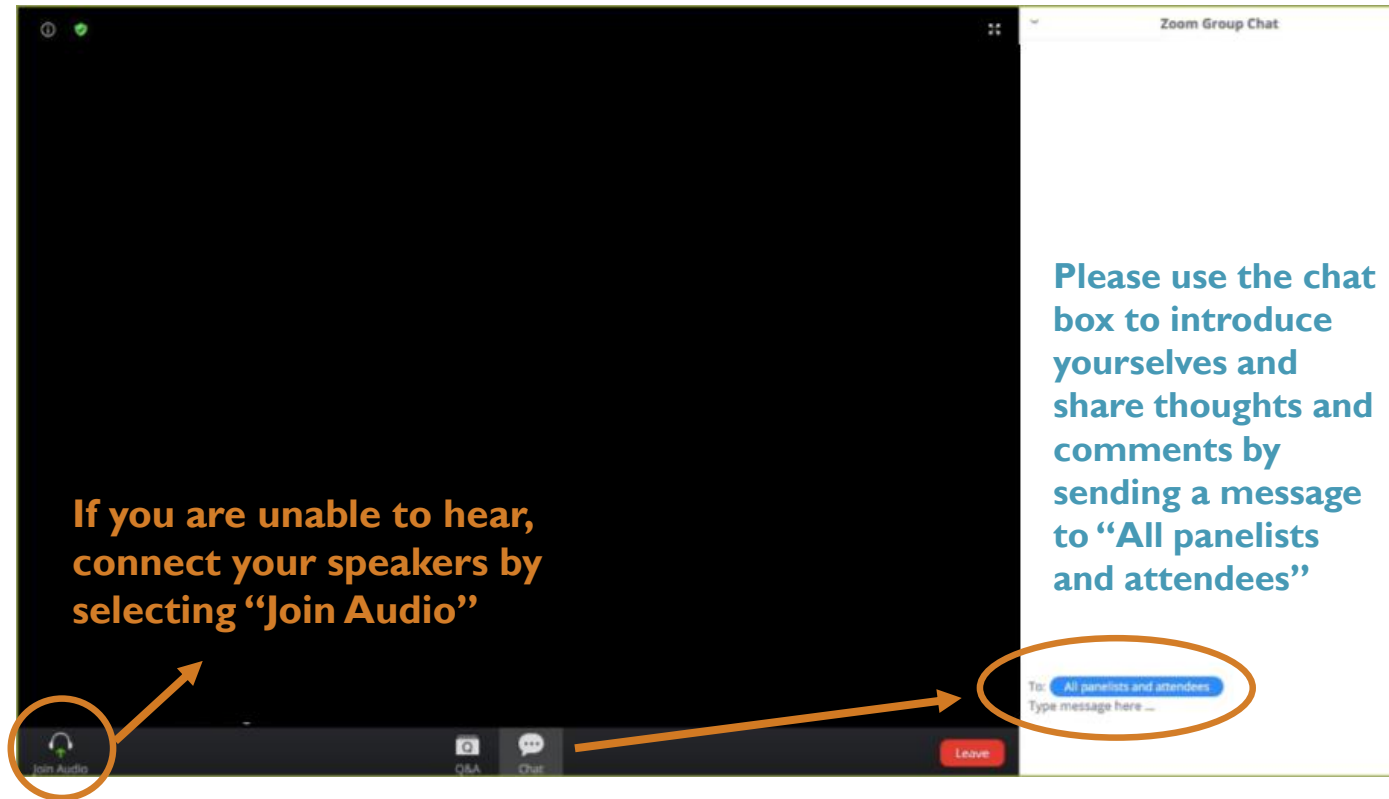 Zoom Group Chat
Please use the chat
box to introduce
yourselves and
share thoughts and
comments by
sending a message
to “All panelists
and attendees”
If you are unable to hear,
connect your speakers by
selecting “Join Audio”
To: All panelists and attendees
Type message here ...
Join Audio
Q&A
Chat
Leave